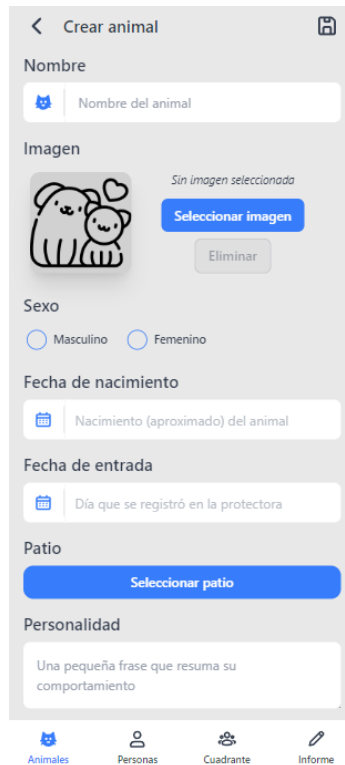 Crear animal
Nombre
Nombre del animal
Imagen
Sin imagen seleccionada
Seleccionar imagen
Eliminar
Sexo
Masculino Femenino
Fecha de nacimiento
Nacimiento (aproximado) del animal
Fecha de entrada
Día que se registró en la protectora
Patio
Seleccionar patio
Personalidad
Una pequeña frase que resuma su
comportamiento
Animales Personas Cuadrante Informe